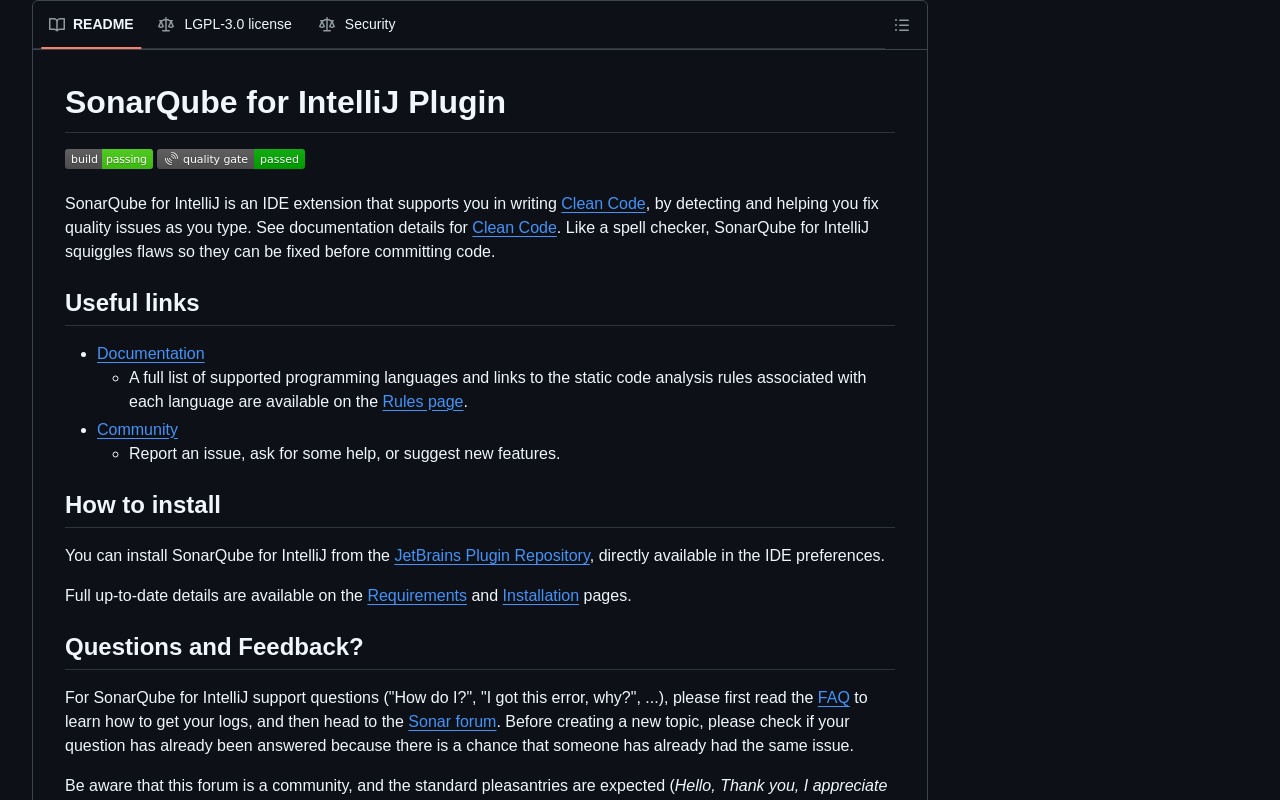 README
LGPL-3.0 license
Security
SonarQube for IntelliJ Plugin
build passing
quality gate passed
SonarQube for IntelliJ is an IDE extension that supports you in writing Clean Code, by detecting and helping you fix
quality issues as you type. See documentation details for Clean Code. Like a spell checker, SonarQube for IntelliJ
squiggles flaws so they can be fixed before committing code.
Useful links
Documentation
A full list of supported programming languages and links to the static code analysis rules associated with
each language are available on the Rules page.
Community
Report an issue, ask for some help, or suggest new features.
How to install
You can install SonarQube for IntelliJ from the JetBrains Plugin Repository, directly available in the IDE preferences.
Full up-to-date details are available on the Requirements and Installation pages.
Questions and Feedback?
For SonarQube for IntelliJ support questions ("How do I?", "I got this error, why?", ...), please first read the FAQ to
learn how to get your logs, and then head to the Sonar forum. Before creating a new topic, please check if your
question has already been answered because there is a chance that someone has already had the same issue.
Be aware that this forum is a community, and the standard pleasantries are expected (Hello, Thank you, I appreciate